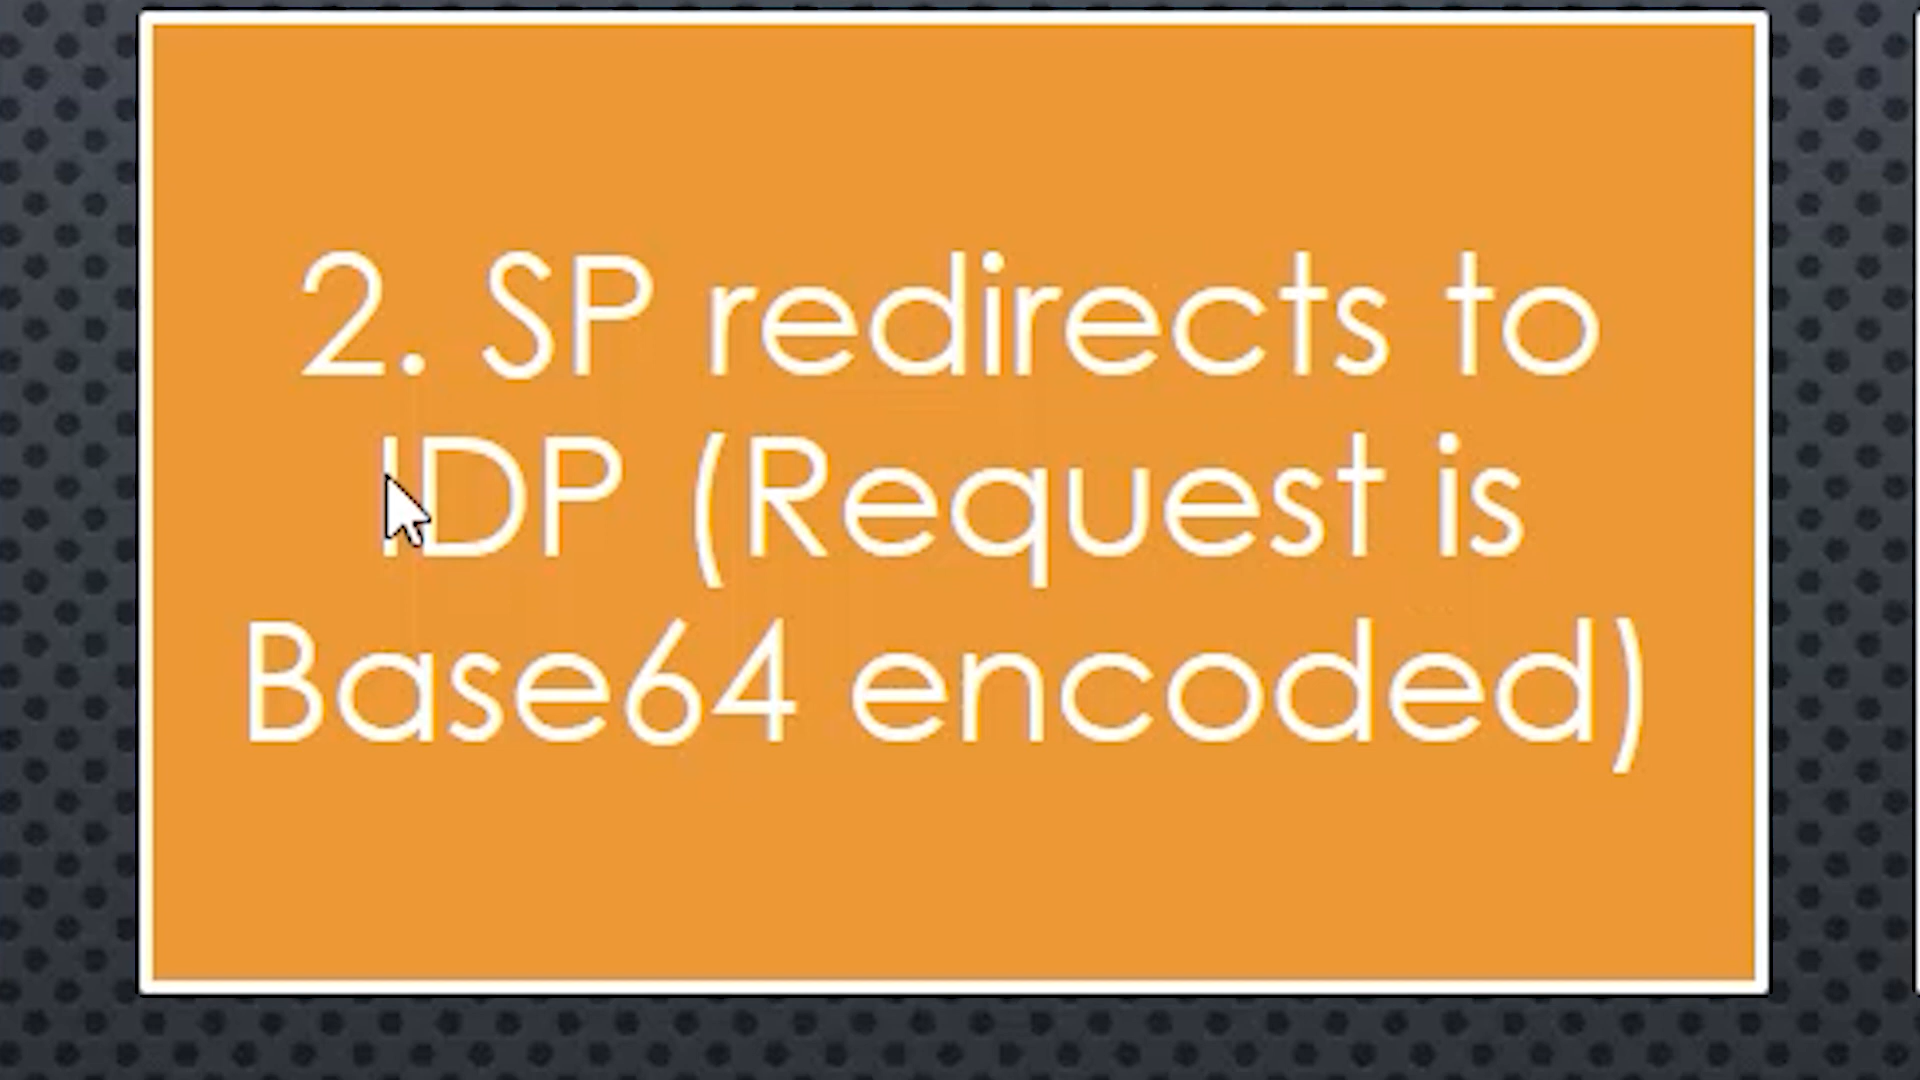 2. SP redirects to
IDP (Request is
Base64 encoded)